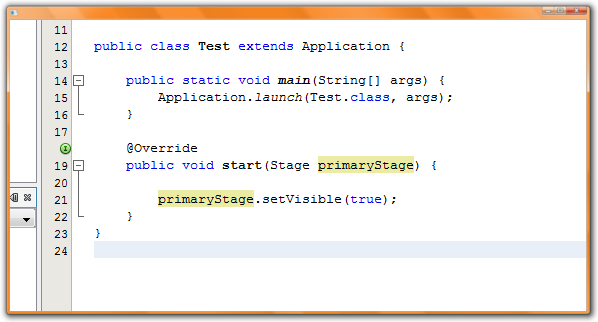 11
12 public class Test extends Application {
13
14 public static void main(String[] args) {
15 Application.launch(Test.class, args);
16 }
17
@Override
19 public void start(Stage primaryStage) {
20
21 primaryStage.setVisible(true);
22 }
23 }
24